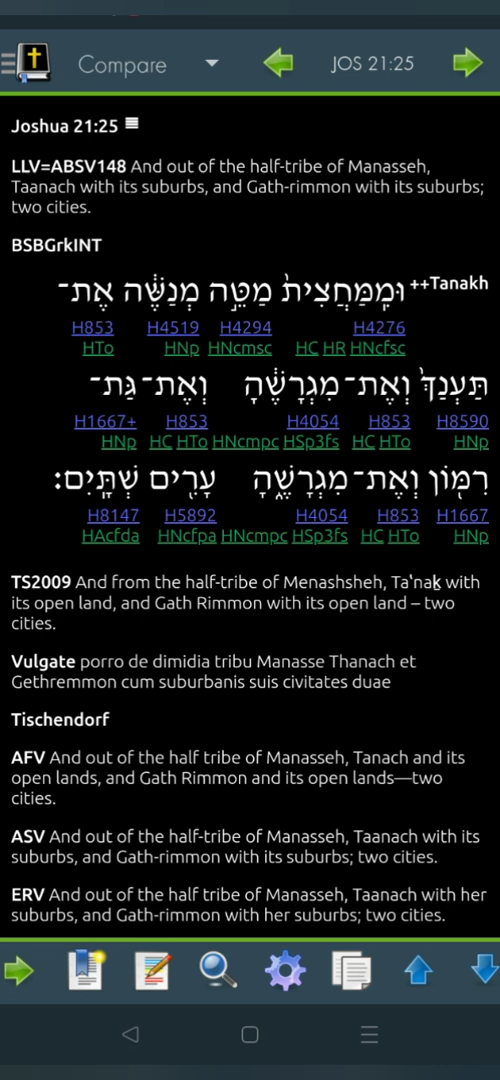 Compare
JOS 21:25
Joshua 21:25
LLV=ABSV148 And out of the half-tribe of Manasseh,
Taanach with its suburbs, and Gath-rimmon with its suburbs;
two cities.
BSBGrkINT
++Tanakh וּֽמִמַּחֲצִית֙ מַטֵּ֣ה מְנַשֶּׁ֔ה אֶת־
H853 H4519 H4294 H4276
HTo HNp HNcmsc HC HR HNcfsc
תַּעְנַךְ֙ וְאֶת־מִגְרָשֶׁ֔הָ וְאֶת־גַּת־
H1667+ H853 H4054 H853 H8590
HNp HC HTo HNcmpc HSp3fs HC HTo HNp
רִמּ֖וֹן וְאֶת־מִגְרָשֶׁ֑הָ עָרִ֖ים שְׁתָּֽיִם׃
H8147 H5892 H4054 H853 H1667
HAcfda HNcfpa HNcmpc HSp3fs HC HTo HNp
TS2009 And from the half-tribe of Menashsheh, Taʽnaḵ with
its open land, and Gath Rimmon with its open land – two
cities.
Vulgate porro de dimidia tribu Manasse Thanach et
Gethremmon cum suburbanis suis civitates duae
Tischendorf
AFV And out of the half tribe of Manasseh, Tanach and its
open lands, and Gath Rimmon and its open lands—two
cities.
ASV And out of the half-tribe of Manasseh, Taanach with its
suburbs, and Gath-rimmon with its suburbs; two cities.
ERV And out of the half tribe of Manasseh, Taanach with her
suburbs, and Gath-rimmon with her suburbs; two cities.